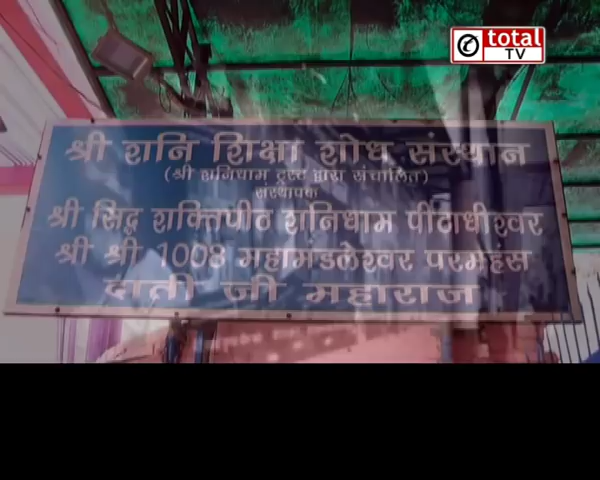 total
TV
श्री शनि शिक्षा शोध संस्थान
(श्री शनिधाम ट्रस्ट द्वारा संचालित)
संस्थापक
श्री सिद्ध शक्तिपीठ शनिधाम पीठाधीश्वर
श्री श्री 1008 महामंडलेश्वर परमहंस
दाती जी महाराज